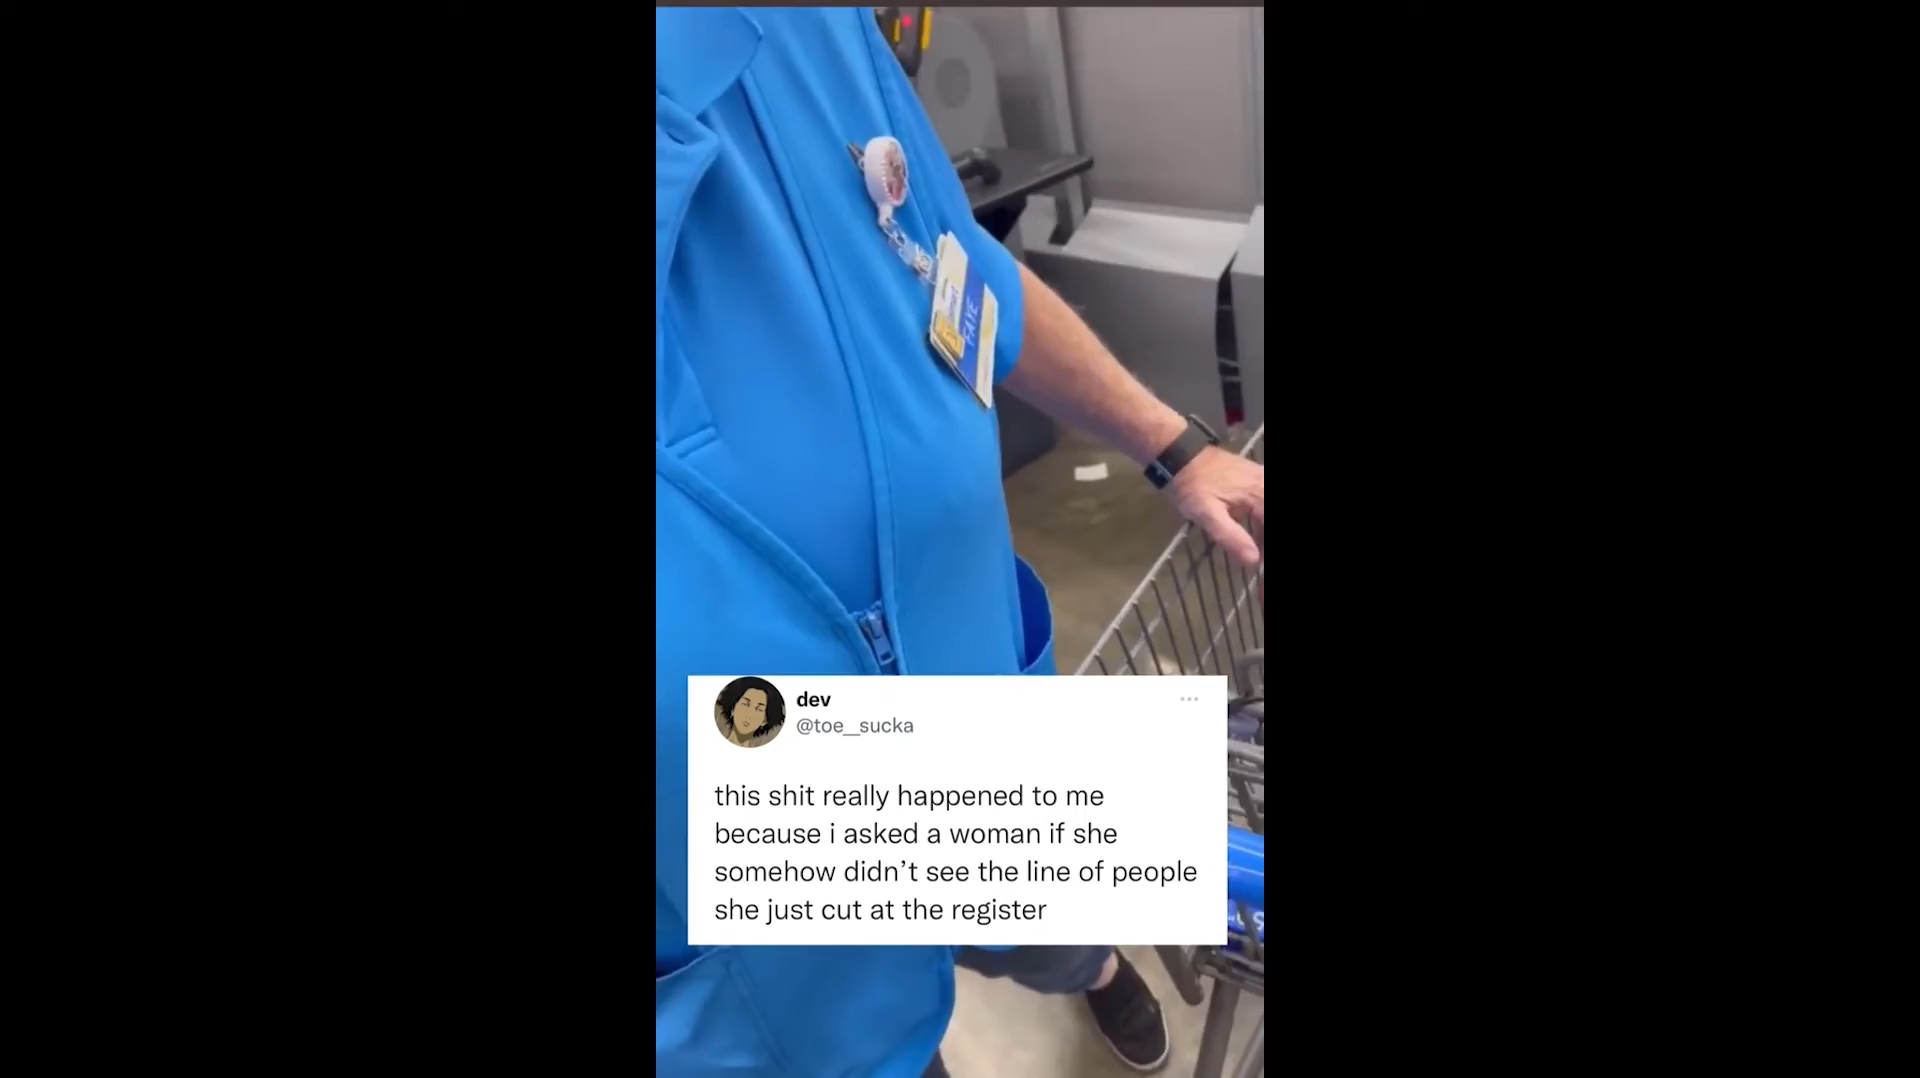 FAYE
dev
@toe__sucka
this shit really happened to me
because i asked a woman if she
somehow didn’t see the line of people
she just cut at the register